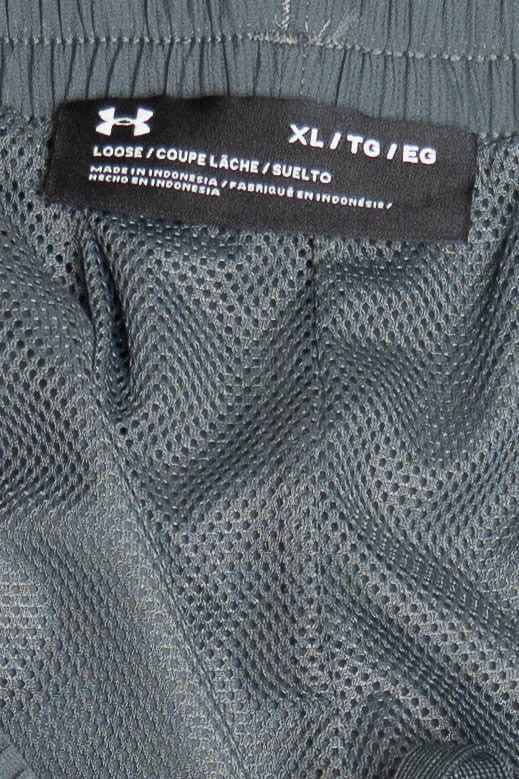 XL / TG / EG
LOOSE / COUPE LÂCHE / SUELTO
MADE IN INDONESIA / FABRIQUÉ EN INDONÉSIE /
HECHO EN INDONESIA